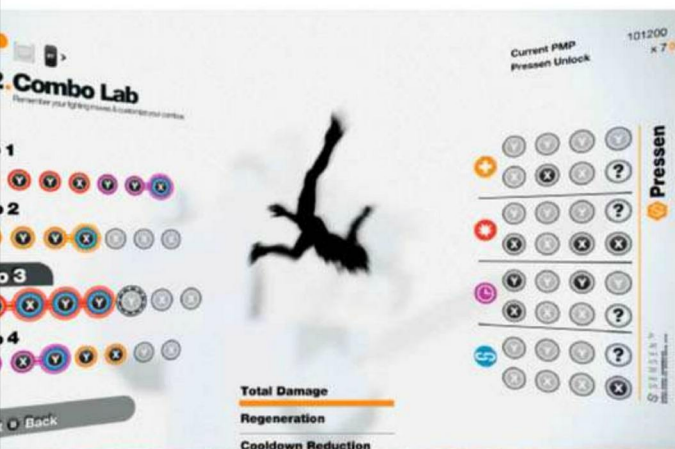 2.Combo Lab
Remember your fighting moves & customize your combos
1
Y Y X Y Y X
2
Y Y X Y Y X
o 3
X Y Y Y X X
4
X Y Y X Y X
Back
Total Damage
Regeneration
Cooldown Reduction
Current PMP 101200
Pressen Unlock x 7
Y Y Y Y
X X X ?
Y Y Y ?
X X X X
Y Y Y Y
X X X ?
Y Y Y ?
X X X X
Pressen
SENSEN